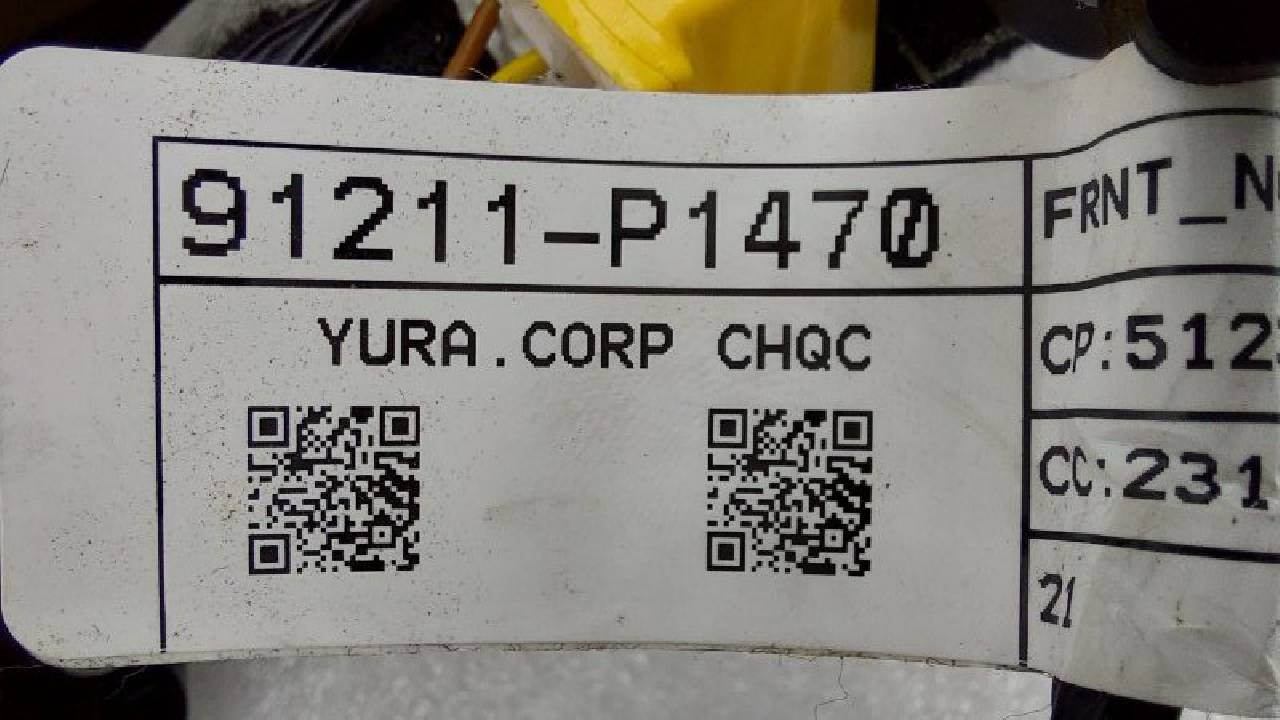 91211-P1470
YURA.CORP CHQC
FRNT_N
CP:512
CC:231
21